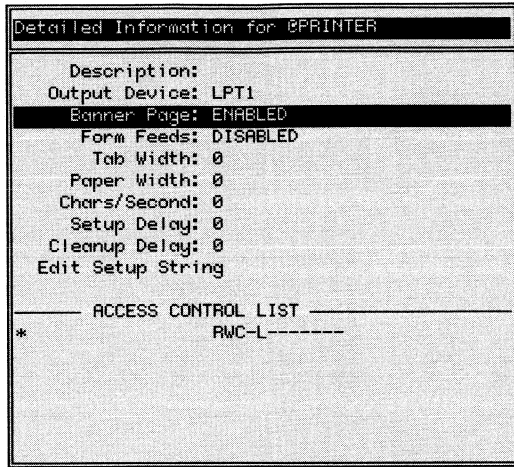 Detailed Information for @PRINTER
Description:
Output Device: LPT1
Banner Page: ENABLED
Form Feeds: DISABLED
Tab Width: 0
Paper Width: 0
Chars/Second: 0
Setup Delay: 0
Cleanup Delay: 0
Edit Setup String
ACCESS CONTROL LIST
* RWC-L-------